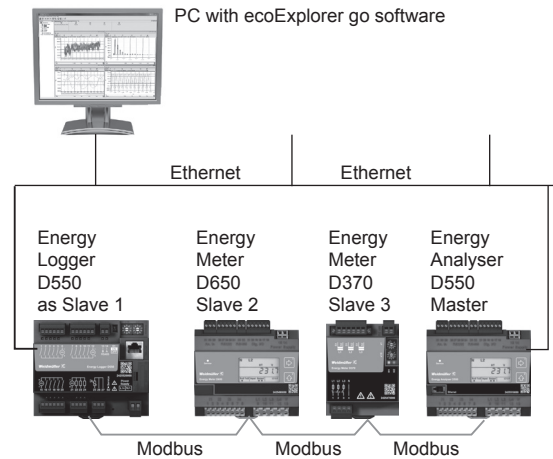 PC with ecoExplorer go software
Ethernet
Ethernet
Energy
Logger
D550
as Slave 1
Energy
Meter
D650
Slave 2
Energy
Meter
D370
Slave 3
Energy
Analyser
D550
Master
Modbus
Modbus
Modbus